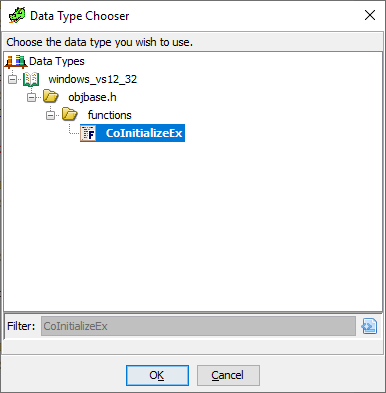 Data Type Chooser
Choose the data type you wish to use.
Data Types
windows_vs12_32
objbase.h
functions
CoInitializeEx
Filter: CoInitializeEx
OK Cancel